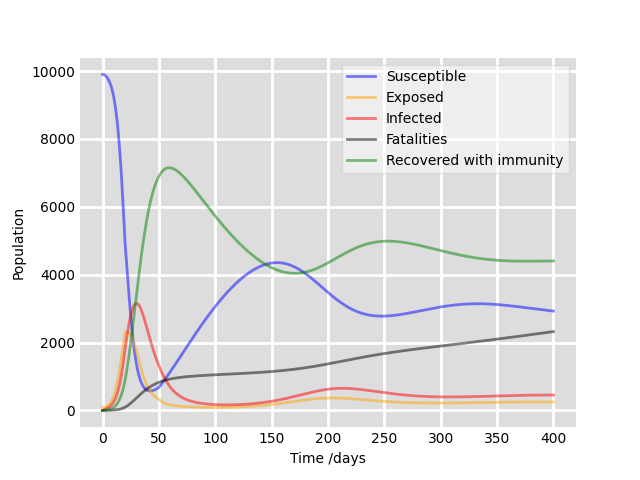 10000
8000
6000
4000
2000
0
Population
0 50 100 150 200 250 300 350 400
Time /days
Susceptible
Exposed
Infected
Fatalities
Recovered with immunity